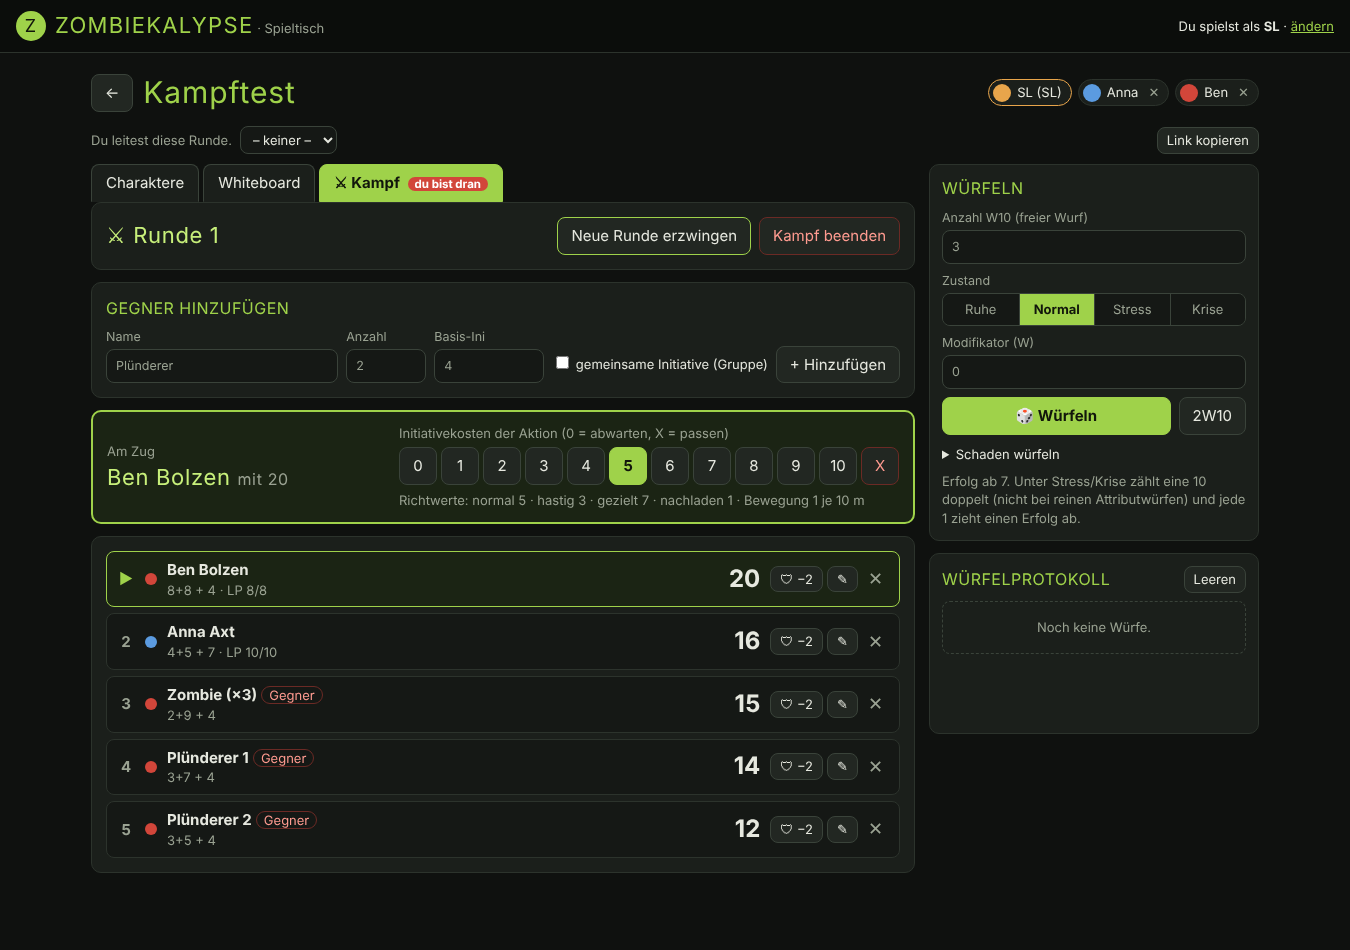 Z ZOMBIEKALYPSE · Spieltisch
Du spielst als SL · ändern
← Kampftest
SL (SL) Anna ✕ Ben ✕
Du leitest diese Runde. – keiner –
Link kopieren
Charaktere Whiteboard ⚔ Kampf du bist dran
⚔ Runde 1
Neue Runde erzwingen Kampf beenden
GEGNER HINZUFÜGEN
Name Anzahl Basis-Ini
Plünderer 2 4 gemeinsame Initiative (Gruppe) + Hinzufügen
Am Zug
Ben Bolzen mit 20
Initiativekosten der Aktion (0 = abwarten, X = passen)
0 1 2 3 4 5 6 7 8 9 10 X
Richtwerte: normal 5 · hastig 3 · gezielt 7 · nachladen 1 · Bewegung 1 je 10 m
▶ Ben Bolzen 20 🛡 −2 ✎ ✕
8+8 + 4 · LP 8/8
2 Anna Axt 16 🛡 −2 ✎ ✕
4+5 + 7 · LP 10/10
3 Zombie (×3) Gegner 15 🛡 −2 ✎ ✕
2+9 + 4
4 Plünderer 1 Gegner 14 🛡 −2 ✎ ✕
3+7 + 4
5 Plünderer 2 Gegner 12 🛡 −2 ✎ ✕
3+5 + 4
WÜRFELN
Anzahl W10 (freier Wurf)
3
Zustand
Ruhe Normal Stress Krise
Modifikator (W)
0
🎲 Würfeln 2W10
▶ Schaden würfeln
Erfolg ab 7. Unter Stress/Krise zählt eine 10
doppelt (nicht bei reinen Attributwürfen) und jede
1 zieht einen Erfolg ab.
WÜRFELPROTOKOLL Leeren
Noch keine Würfe.